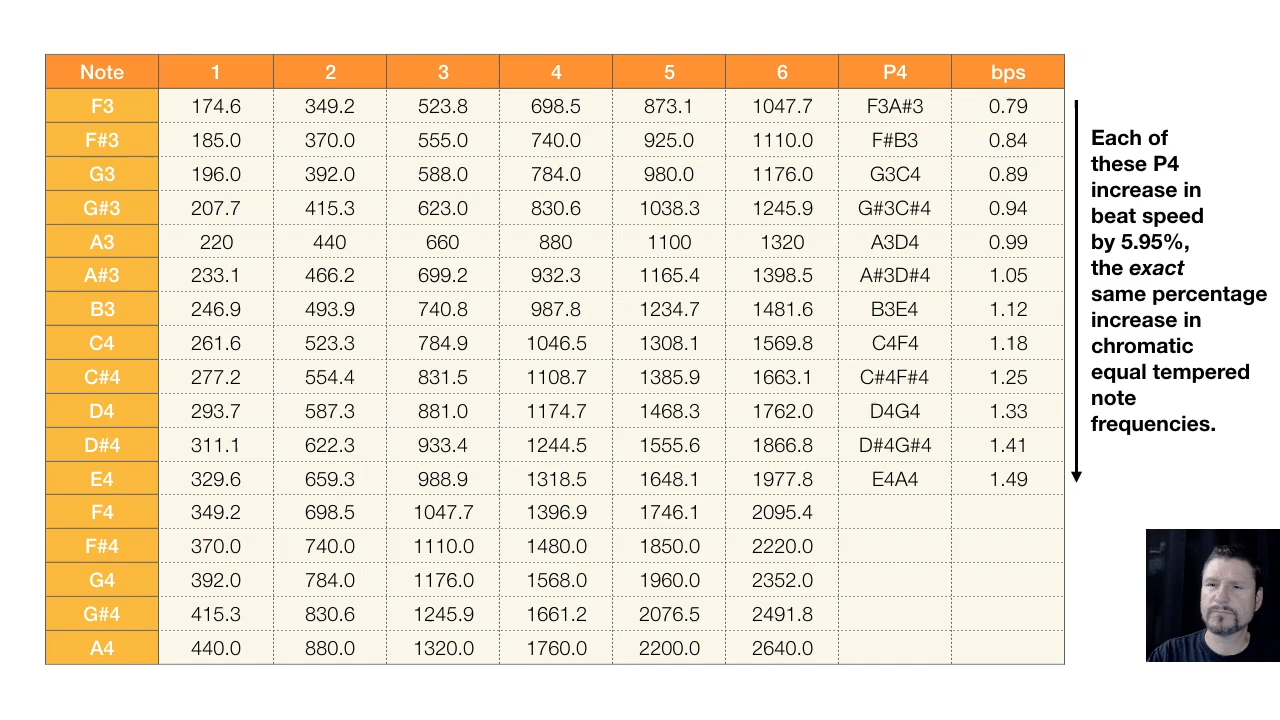 Note 1 2 3 4 5 6 P4 bps
F3 174.6 349.2 523.8 698.5 873.1 1047.7 F3A#3 0.79
F#3 185.0 370.0 555.0 740.0 925.0 1110.0 F#B3 0.84
G3 196.0 392.0 588.0 784.0 980.0 1176.0 G3C4 0.89
G#3 207.7 415.3 623.0 830.6 1038.3 1245.9 G#3C#4 0.94
A3 220 440 660 880 1100 1320 A3D4 0.99
A#3 233.1 466.2 699.2 932.3 1165.4 1398.5 A#3D#4 1.05
B3 246.9 493.9 740.8 987.8 1234.7 1481.6 B3E4 1.12
C4 261.6 523.3 784.9 1046.5 1308.1 1569.8 C4F4 1.18
C#4 277.2 554.4 831.5 1108.7 1385.9 1663.1 C#4F#4 1.25
D4 293.7 587.3 881.0 1174.7 1468.3 1762.0 D4G4 1.33
D#4 311.1 622.3 933.4 1244.5 1555.6 1866.8 D#4G#4 1.41
E4 329.6 659.3 988.9 1318.5 1648.1 1977.8 E4A4 1.49
F4 349.2 698.5 1047.7 1396.9 1746.1 2095.4
F#4 370.0 740.0 1110.0 1480.0 1850.0 2220.0
G4 392.0 784.0 1176.0 1568.0 1960.0 2352.0
G#4 415.3 830.6 1245.9 1661.2 2076.5 2491.8
A4 440.0 880.0 1320.0 1760.0 2200.0 2640.0
Each of
these P4
increase in
beat speed
by 5.95%,
the exact
same percentage
increase in
chromatic
equal tempered
note
frequencies.